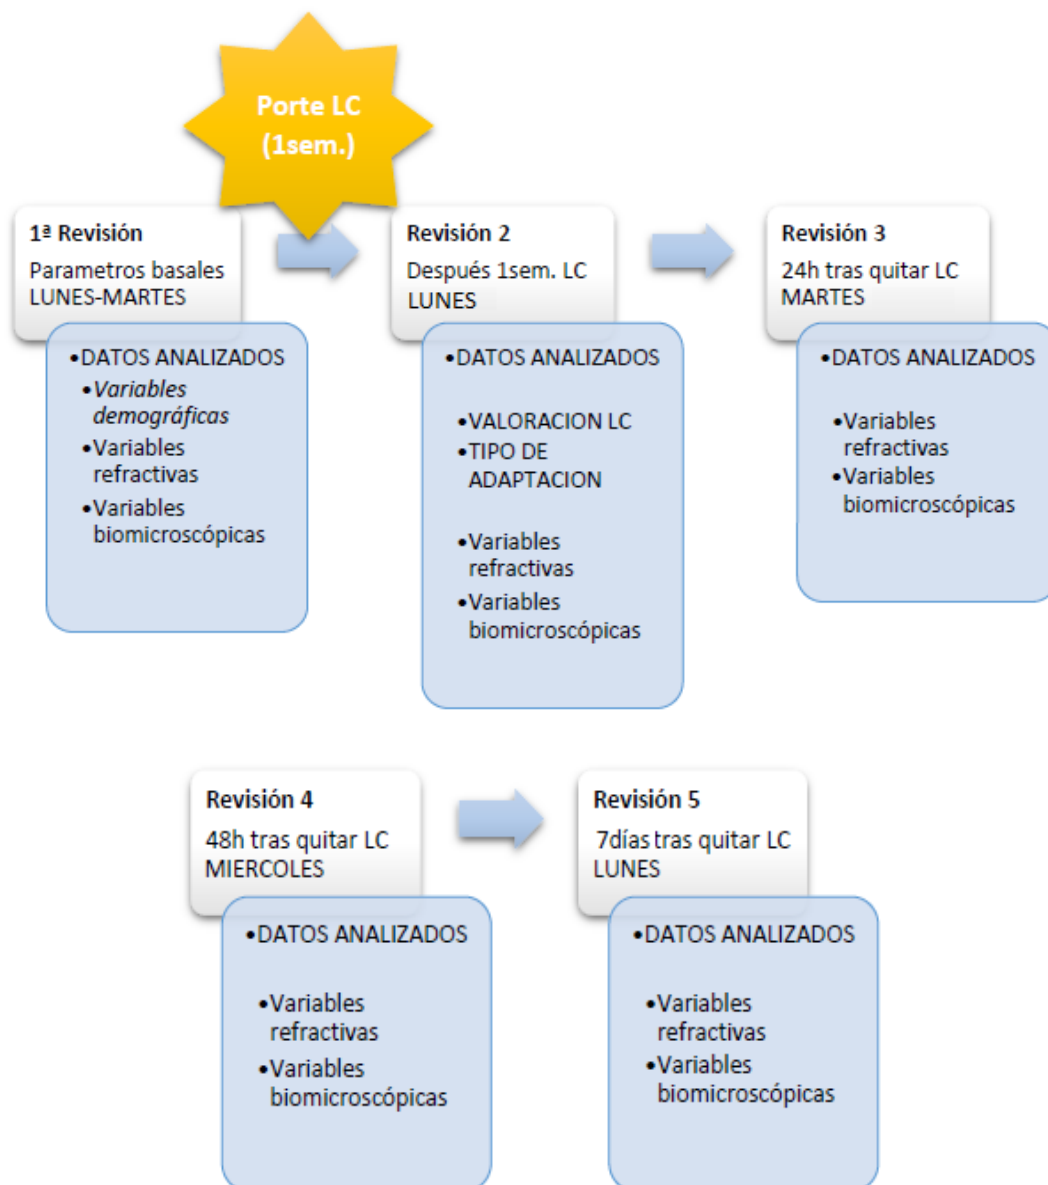 Porte LC
(1sem.)
1ª Revisión
Parametros basales
LUNES-MARTES
•DATOS ANALIZADOS
•Variables
demográficas
•Variables
refractivas
•Variables
biomicroscópicas
Revisión 2
Después 1sem. LC
LUNES
•DATOS ANALIZADOS
•VALORACION LC
•TIPO DE
ADAPTACION
•Variables
refractivas
•Variables
biomicroscópicas
Revisión 3
24h tras quitar LC
MARTES
•DATOS ANALIZADOS
•Variables
refractivas
•Variables
biomicroscópicas
Revisión 4
48h tras quitar LC
MIERCOLES
•DATOS ANALIZADOS
•Variables
refractivas
•Variables
biomicroscópicas
Revisión 5
7días tras quitar LC
LUNES
•DATOS ANALIZADOS
•Variables
refractivas
•Variables
biomicroscópicas